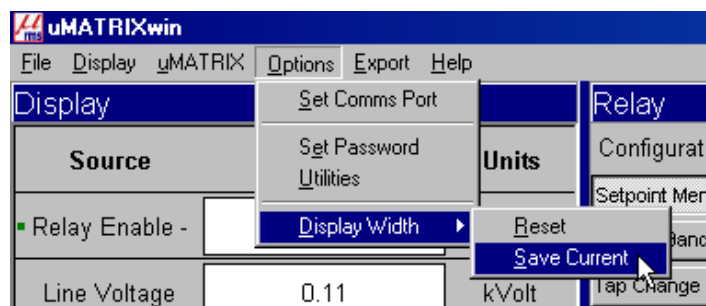 uMATRIXwin
File Display uMATRIX Options Export Help
Display
Relay
Set Comms Port
Set Password
Utilities
Display Width
Reset
Save Current
Source
Units
Configurat
Setpoint Mer
Relay Enable -
Band
Line Voltage 0.11 kVolt
Tap Change